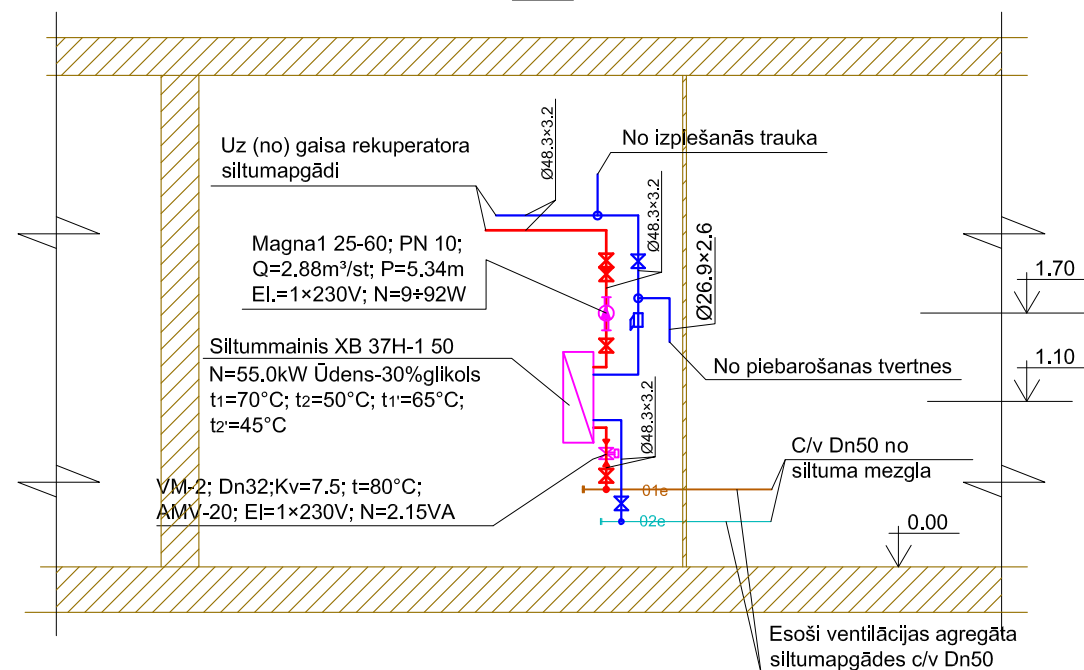 Ø48.3×3.2
No izplešanās trauka
Uz (no) gaisa rekuperatora
siltumapgādi
Ø48.3×3.2
Ø26.9×2.6
Magna1 25-60; PN 10;
Q=2.88m³/st; P=5.34m
El.=1×230V; N=9÷92W
1.70
Siltummainis XB 37H-1 50
N=55.0kW Ūdens-30%glikols
t1=70°C; t2=50°C; t1'=65°C;
t2'=45°C
No piebarošanas tvertnes
1.10
Ø48.3×3.2
C/v Dn50 no
siltuma mezgla
VM-2; Dn32;Kv=7.5; t=80°C;
AMV-20; El=1×230V; N=2.15VA
01e
02e
0.00
Esoši ventilācijas agregāta
siltumapgādes c/v Dn50